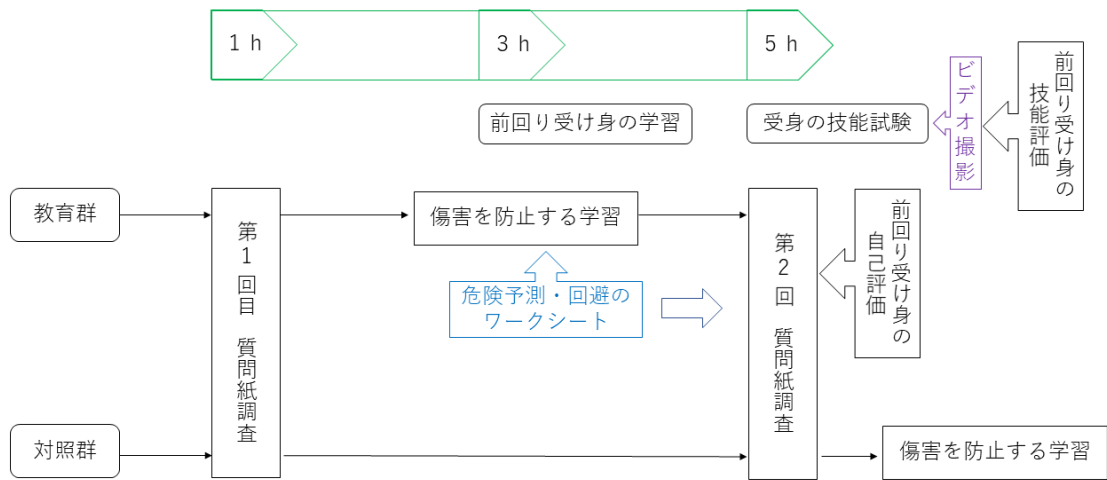 1 h
3 h
5 h
前回り受け身の学習
受身の技能試験
ビデオ撮影
前回り受け身の
技能評価
教育群
第1回目 質問紙調査
傷害を防止する学習
危険予測・回避の
ワークシート
第2回 質問紙調査
前回り受け身の
自己評価
対照群
傷害を防止する学習